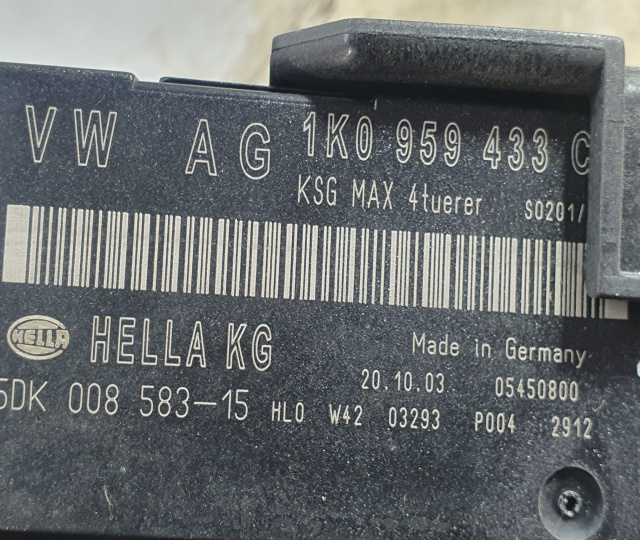 VW AG 1K0 959 433 C
KSG MAX 4tuerer S0201/
HELLA HELLA KG Made in Germany
20.10.03 05450800
5DK 008 583-15 HL0 W42 03293 P004 2912